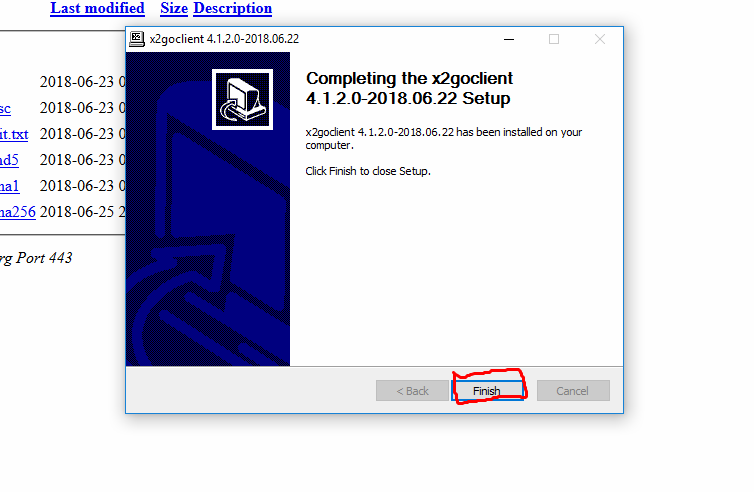 Last modified Size Description
x2goclient 4.1.2.0-2018.06.22
Completing the x2goclient
4.1.2.0-2018.06.22 Setup
x2goclient 4.1.2.0-2018.06.22 has been installed on your
computer.
Click Finish to close Setup.
2018-06-23 0
sc 2018-06-23 0
it.txt 2018-06-23 0
nd5 2018-06-23 0
na1 2018-06-23 0
na256 2018-06-25 2
rg Port 443
< Back Finish Cancel